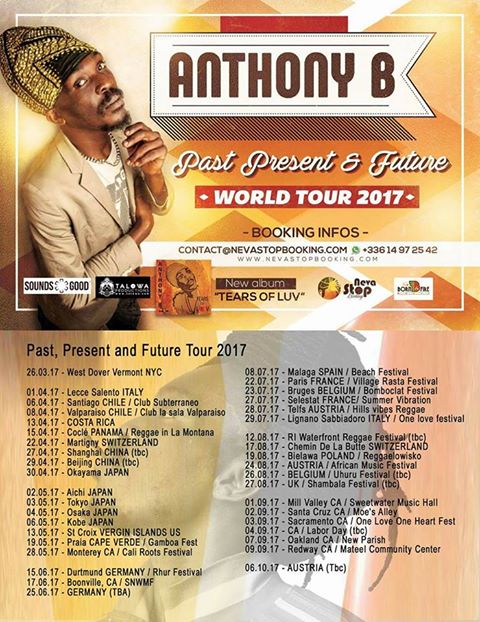 ANTHONY B
Past Present & Future
WORLD TOUR 2017
- BOOKING INFOS -
CONTACT@NEVASTOPBOOKING.COM +336 14 97 25 42
WWW.NEVASTOPBOOKING.COM
SOUNDS GOOD
TALOWA
PRODUCTIONS
ANTHONY B
TEARS OF LUV
New album
"TEARS OF LUV"
Neva Stop
BORN FIRE
Past, Present and Future Tour 2017
26.03.17 - West Dover Vermont NYC
01.04.17 - Lecce Salento ITALY
06.04.17 - Santiago CHILE / Club Subterraneo
08.04.17 - Valparaiso CHILE / Club la sala Valparaiso
13.04.17 - COSTA RICA
15.04.17 - Coclé PANAMA / Reggae in La Montana
22.04.17 - Martigny SWITZERLAND
27.04.17 - Shanghaï CHINA (tbc)
29.04.17 - Beijing CHINA (tbc)
30.04.17 - Okayama JAPAN
02.05.17 - Aichi JAPAN
03.05.17 - Tokyo JAPAN
04.05.17 - Osaka JAPAN
06.05.17 - Kobe JAPAN
13.05.17 - St Croix VERGIN ISLANDS US
19.05.17 - Praia CAPE VERDE / Gamboa Fest
28.05.17 - Monterey CA / Cali Roots Festival
15.06.17 - Durtmund GERMANY / Rhur Festival
17.06.17 - Boonville, CA / SNWMF
25.06.17 - GERMANY (TBA)
08.07.17 - Malaga SPAIN / Beach Festival
22.07.17 - Paris FRANCE / Village Rasta Festival
23.07.17 - Bruges BELGIUM / Bomboclat Festival
27.07.17 - Selestat FRANCE/ Summer Vibration
28.07.17 - Telfs AUSTRIA / Hills vibes Reggae
29.07.17 - Lignano Sabbiadoro ITALY / One love festival
12.08.17 - RI Waterfront Reggae Festival (tbc)
17.08.17 - Chemin De La Butte SWITZERLAND
19.08.17 - Bielawa POLAND / Reggaelowisko
24.08.17 - AUSTRIA / African Music Festival
26.08.17 - BELGIUM / Uhuru Festival (tbc)
27.08.17 - UK / Shambala Festival (tbc)
01.09.17 - Mill Valley CA / Sweetwater Music Hall
02.09.17 - Santa Cruz CA / Moe's Alley
03.09.17 - Sacramento CA / One Love One Heart Fest
04.09.17 - CA / Labor Day (tbc)
07.09.17 - Oakland CA / New Parish
09.09.17 - Redway CA / Mateel Community Center
06.10.17 - AUSTRIA (Tbc)